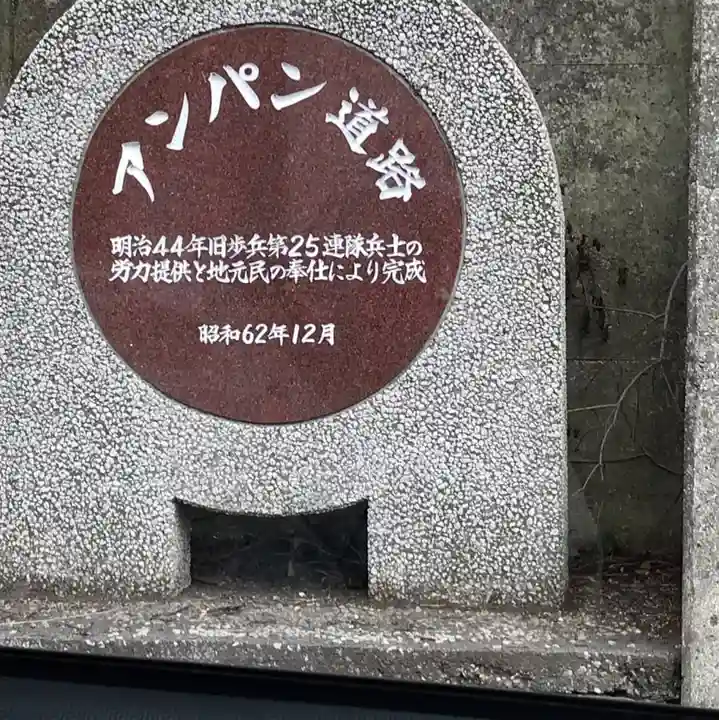 アンパン道路
明治44年旧歩兵第25連隊兵士の
労力提供と地元民の奉仕により完成
昭和62年12月